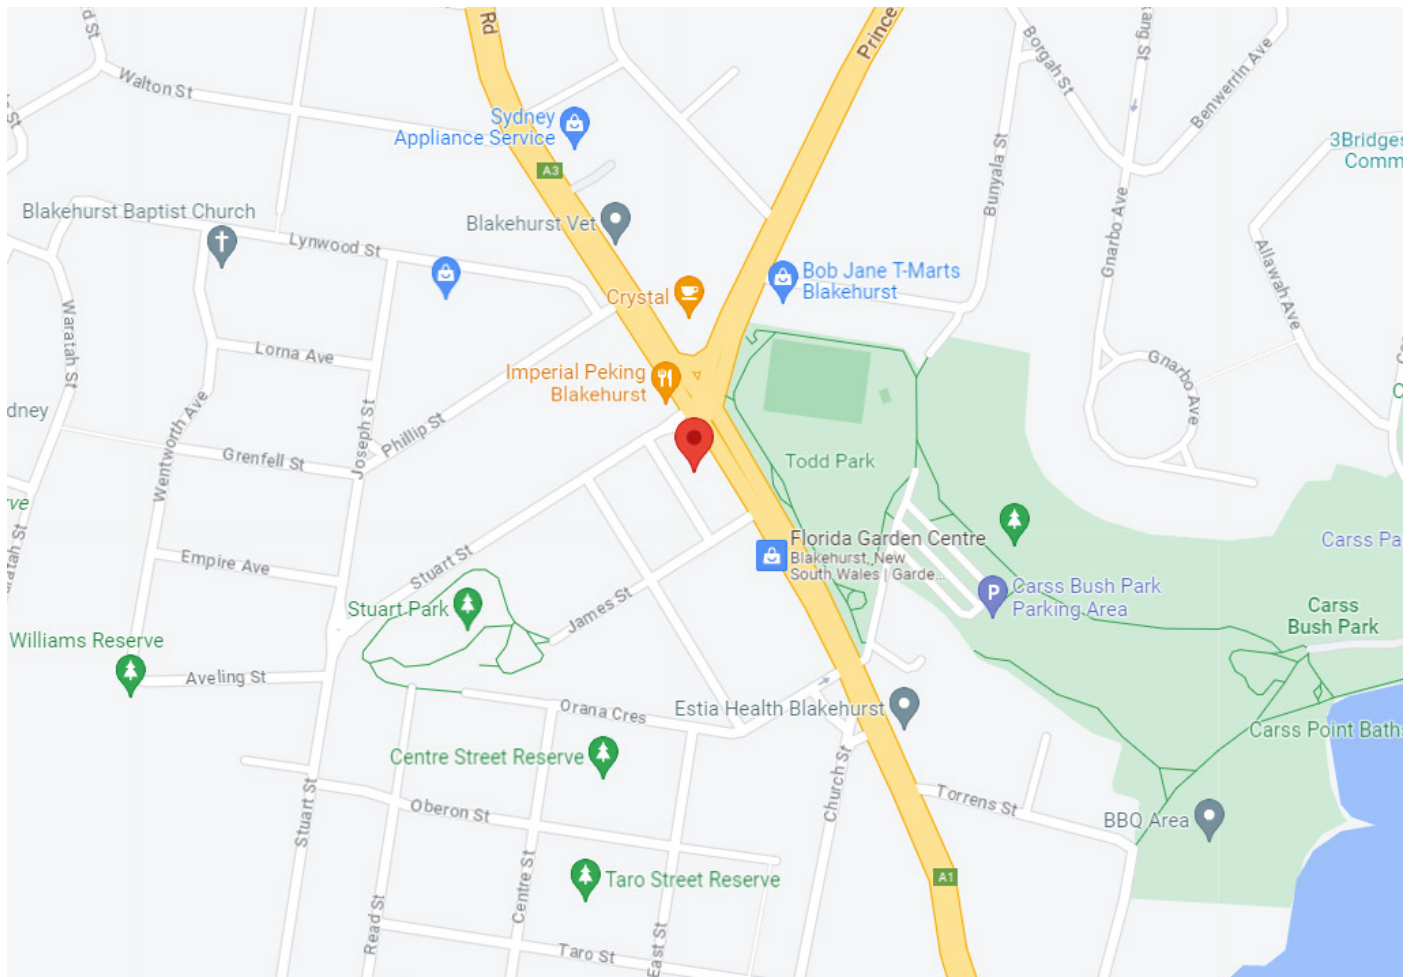 Rd
Prince
Borgah St
Benwerrin Ave
Walton St
Sydney
Appliance Service
A3
3Bridges
Comm
Bunyala St
Gnarbo Ave
Allawah Ave
Blakehurst Baptist Church
Lynwood St
Blakehurst Vet
Crystal
Bob Jane T-Marts
Blakehurst
Waratah St
Lorna Ave
Imperial Peking
Blakehurst
Gnarbo Ave
dney
Wentworth Ave
Joseph St
Phillip St
Grenfell St
Todd Park
rve
aratah St
Stuart St
Empire Ave
Florida Garden Centre
Blakehurst, New
South Wales | Garde...
Carss Pa
Stuart Park
James St
Carss Bush Park
Parking Area
Carss
Bush Park
Williams Reserve
Aveling St
Orana Cres
Estia Health Blakehurst
Carss Point Baths
Centre Street Reserve
Church St
Stuart St
Oberon St
Torrens St
BBQ Area
Centre St
Taro Street Reserve
A1
Read St
East St
Taro St